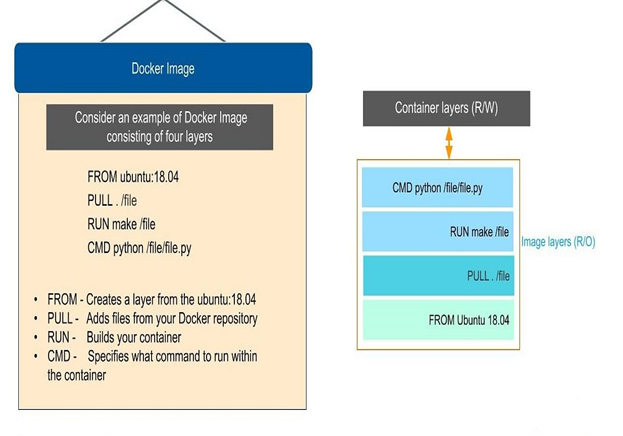 Docker Image
Consider an example of Docker Image
consisting of four layers
FROM ubuntu:18.04
PULL . /file
RUN make /file
CMD python /file/file.py
• FROM - Creates a layer from the ubuntu:18.04
• PULL - Adds files from your Docker repository
• RUN - Builds your container
• CMD - Specifies what command to run within
the container
Container layers (R/W)
CMD python /file/file.py
RUN make /file
Image layers (R/O)
PULL . /file
FROM Ubuntu 18.04